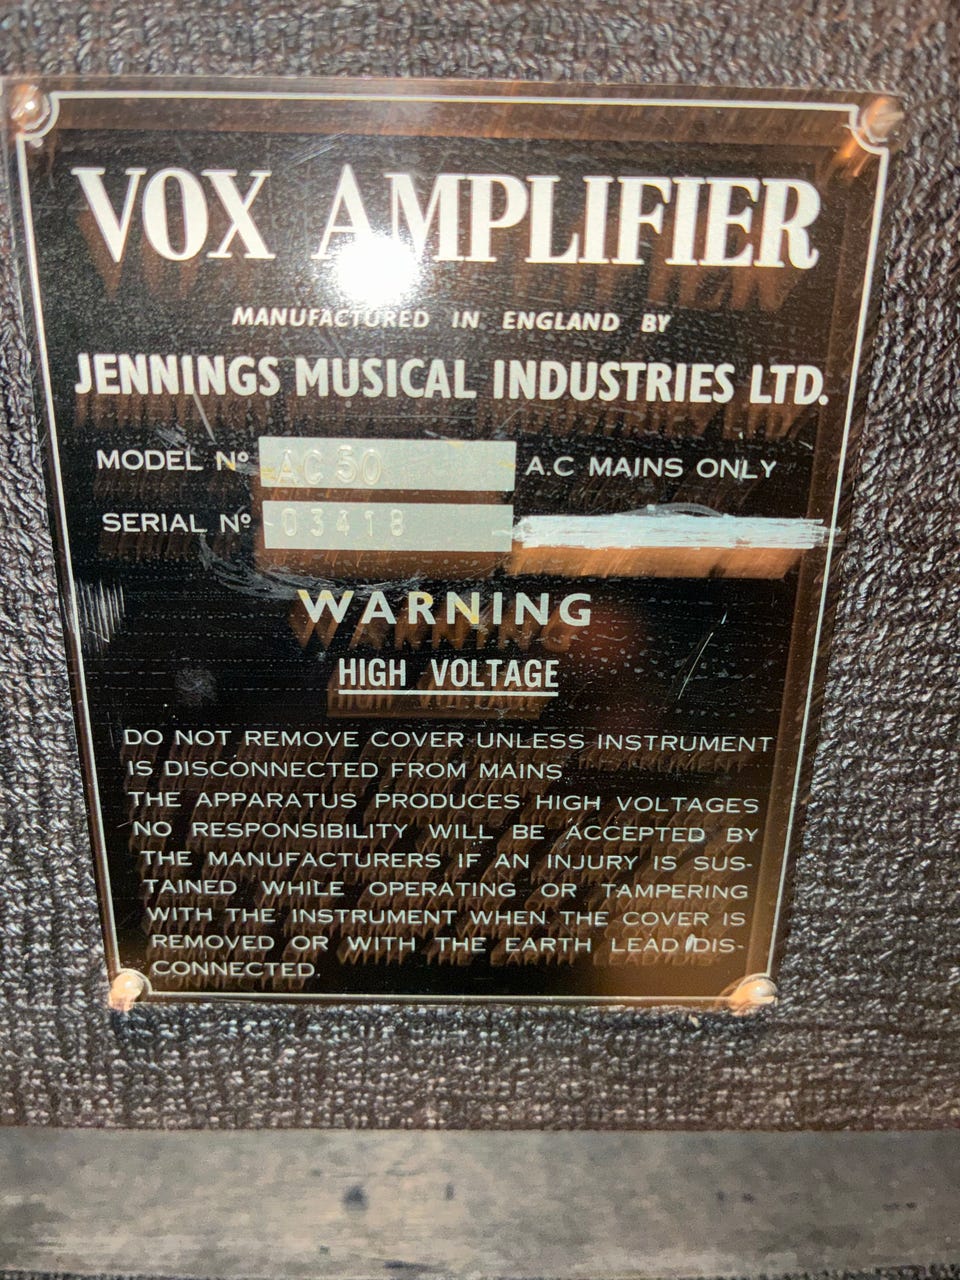 VOX AMPLIFIER
MANUFACTURED IN ENGLAND BY
JENNINGS MUSICAL INDUSTRIES LTD.
MODEL Nº AC 50 A.C MAINS ONLY
SERIAL Nº 03418
WARNING
HIGH VOLTAGE
DO NOT REMOVE COVER UNLESS INSTRUMENT
IS DISCONNECTED FROM MAINS
THE APPARATUS PRODUCES HIGH VOLTAGES
NO RESPONSIBILITY WILL BE ACCEPTED BY
THE MANUFACTURERS IF AN INJURY IS SUS-
TAINED WHILE OPERATING OR TAMPERING
WITH THE INSTRUMENT WHEN THE COVER IS
REMOVED OR WITH THE EARTH LEAD DIS-
CONNECTED.